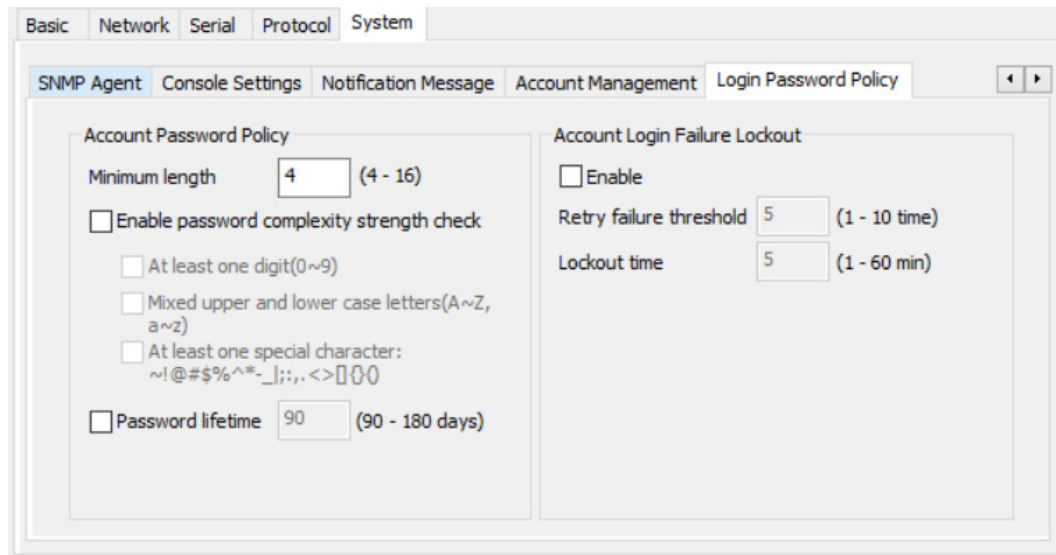 Basic Network Serial Protocol System
SNMP Agent Console Settings Notification Message Account Management Login Password Policy
Account Password Policy
Minimum length 4 (4 - 16)
Enable password complexity strength check
At least one digit(0~9)
Mixed upper and lower case letters(A~Z,
a~z)
At least one special character:
~!@#$%^*-_|;:,.<>[]{}()
Password lifetime 90 (90 - 180 days)
Account Login Failure Lockout
Enable
Retry failure threshold 5 (1 - 10 time)
Lockout time 5 (1 - 60 min)